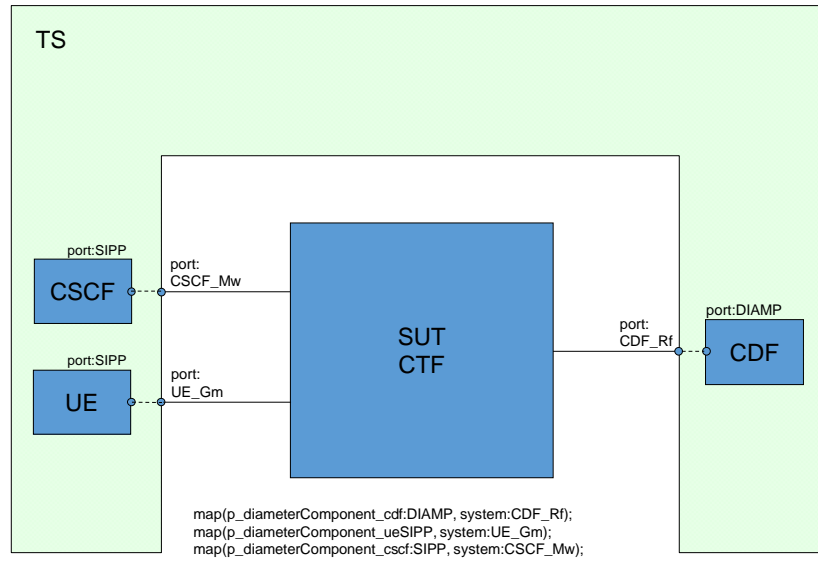 TS
port:SIPP
CSCF
port:
CSCF_Mw
port:SIPP
UE
port:
UE_Gm
SUT
CTF
port:
CDF_Rf
port:DIAMP
CDF
map(p_diameterComponent_cdf:DIAMP, system:CDF_Rf);
map(p_diameterComponent_ueSIPP, system:UE_Gm);
map(p_diameterComponent_cscf:SIPP, system:CSCF_Mw);